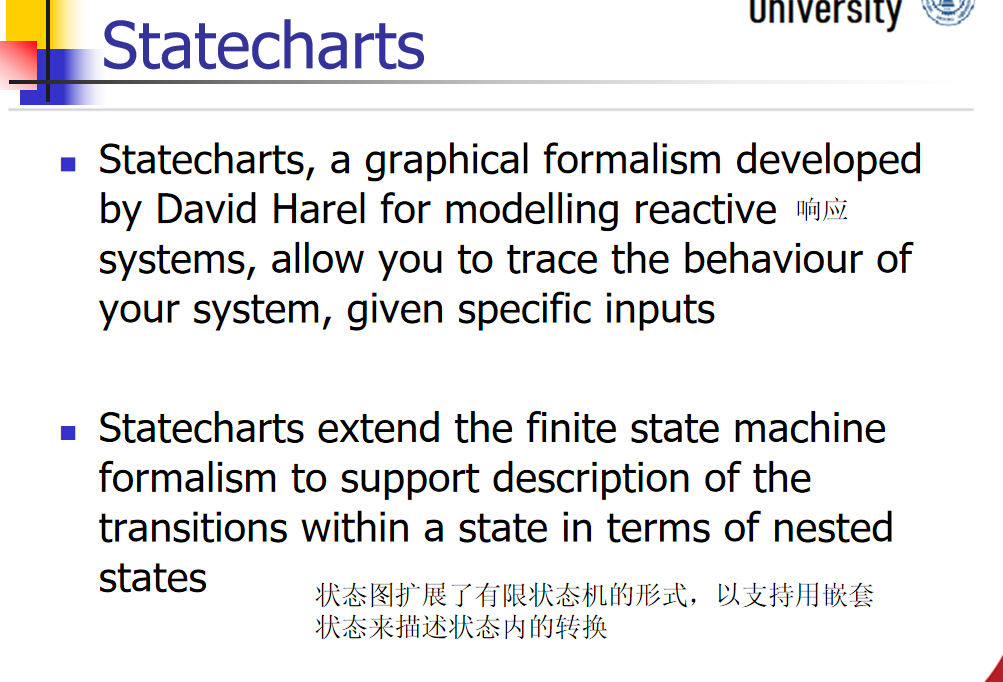 University
Statecharts
Statecharts, a graphical formalism developed
by David Harel for modelling reactive 响应
systems, allow you to trace the behaviour of
your system, given specific inputs
Statecharts extend the finite state machine
formalism to support description of the
transitions within a state in terms of nested
states
状态图扩展了有限状态机的形式，以支持用嵌套
状态来描述状态内的转换